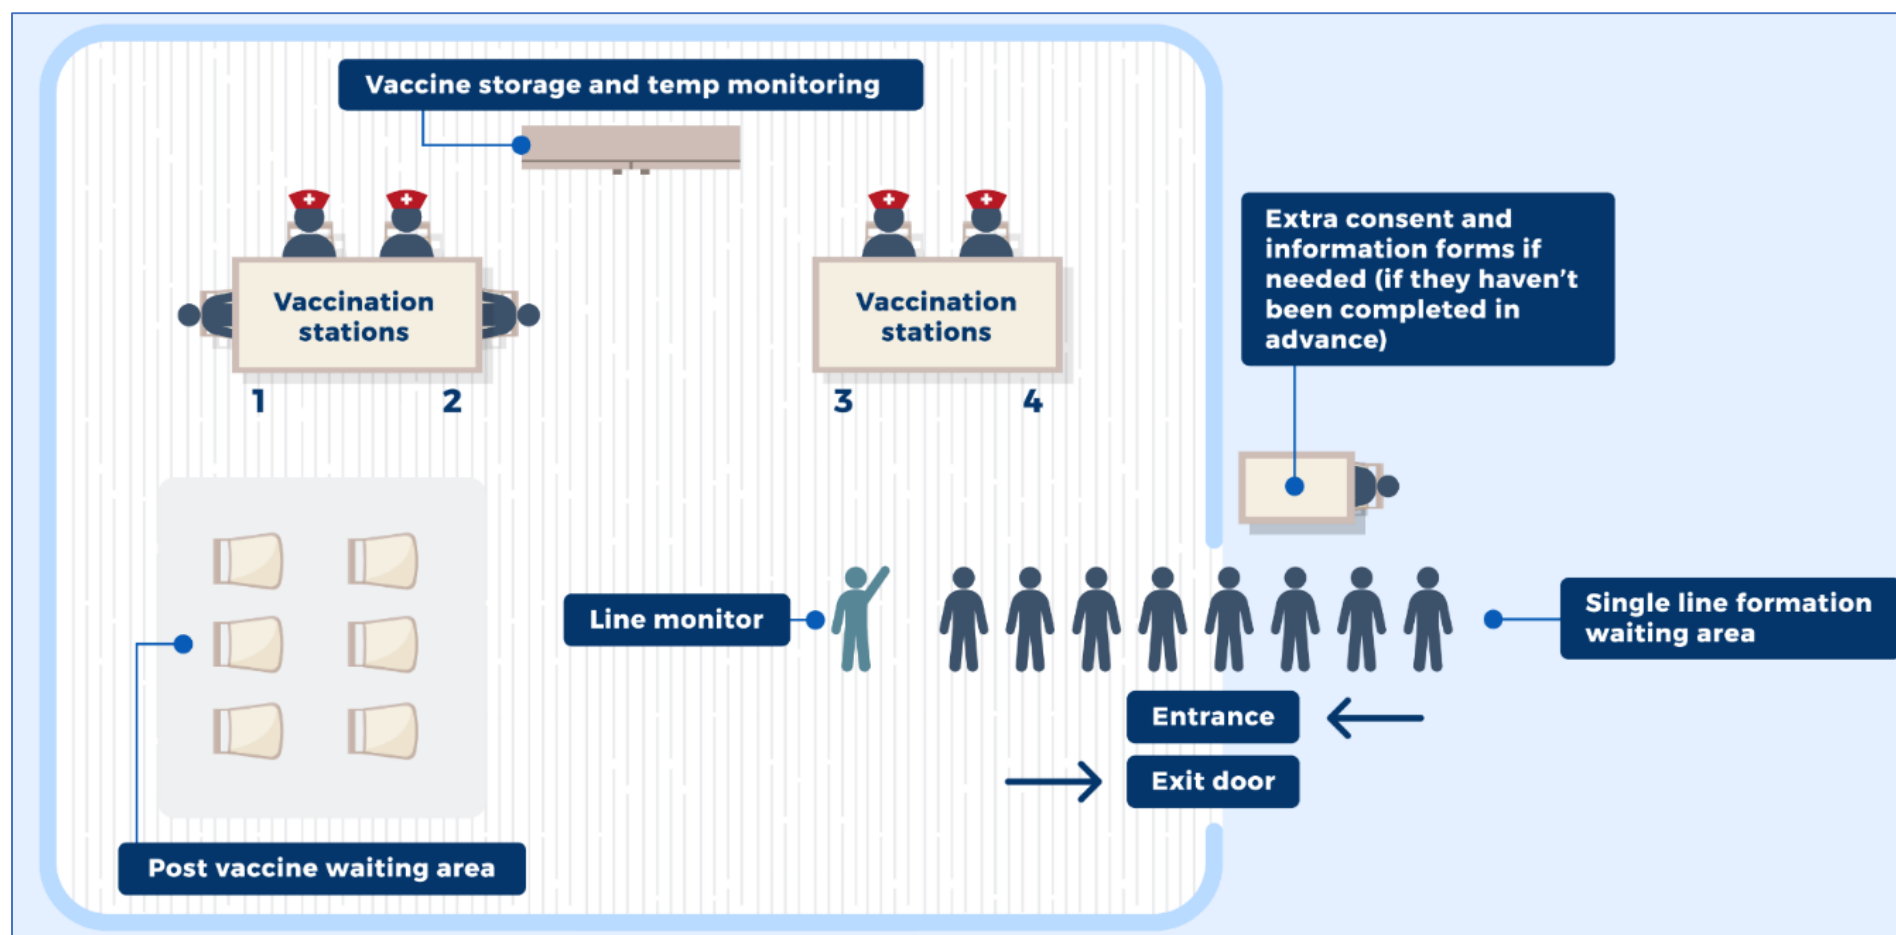 Vaccine storage and temp monitoring
Extra consent and
information forms if
needed (if they haven't
been completed in
advance)
Vaccination
stations
1
2
Vaccination
stations
3
4
Line monitor
Single line formation
waiting area
Entrance
Exit door
Post vaccine waiting area